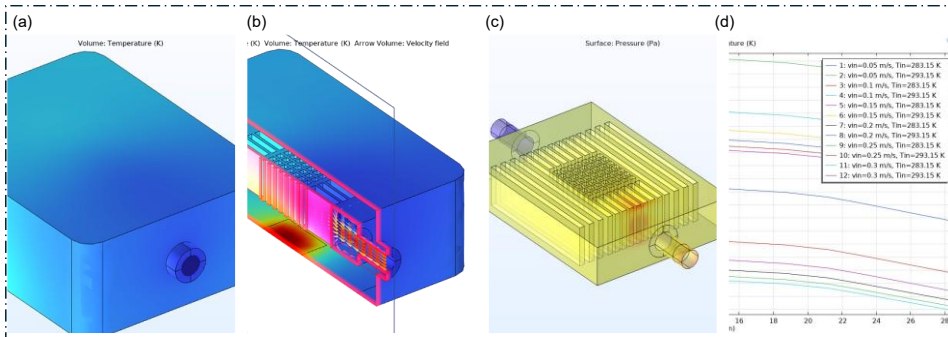 (a)
Volume: Temperature (K)
(b)
e (K) Volume: Temperature (K) Arrow Volume: Velocity field
(c)
Surface: Pressure (Pa)
(d)
ature (K)
1: vin=0.05 m/s, Tin=283.15 K
2: vin=0.05 m/s, Tin=293.15 K
3: vin=0.1 m/s, Tin=283.15 K
4: vin=0.1 m/s, Tin=293.15 K
5: vin=0.15 m/s, Tin=283.15 K
6: vin=0.15 m/s, Tin=293.15 K
7: vin=0.2 m/s, Tin=283.15 K
8: vin=0.2 m/s, Tin=293.15 K
9: vin=0.25 m/s, Tin=283.15 K
10: vin=0.25 m/s, Tin=293.15 K
11: vin=0.3 m/s, Tin=283.15 K
12: vin=0.3 m/s, Tin=293.15 K
16 18 20 22 24 26 28
n)